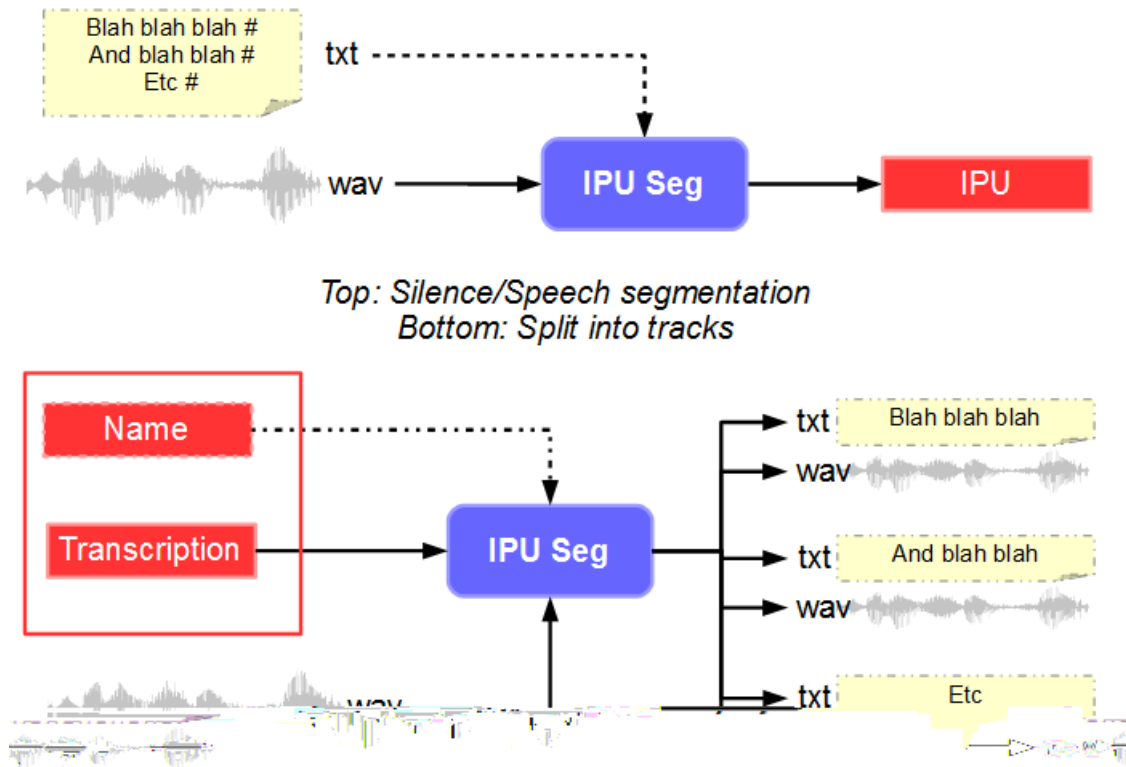 Blah blah blah #
And blah blah #
Etc #
txt
wav
IPU Seg
IPU
Top: Silence/Speech segmentation
Bottom: Split into tracks
Name
Transcription
IPU Seg
txt
Blah blah blah
wav
txt
And blah blah
wav
txt
Etc